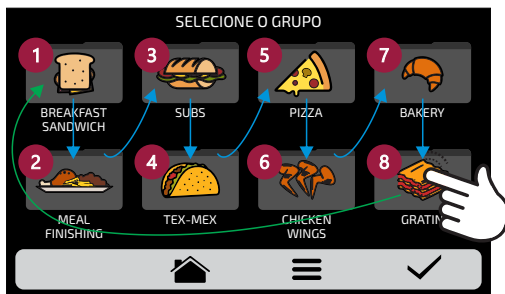 SELECIONE O GRUPO
1
BREAKFAST
SANDWICH
3
SUBS
5
PIZZA
7
BAKERY
2
MEAL
FINISHING
4
TEX-MEX
6
CHICKEN
WINGS
8
GRATIN